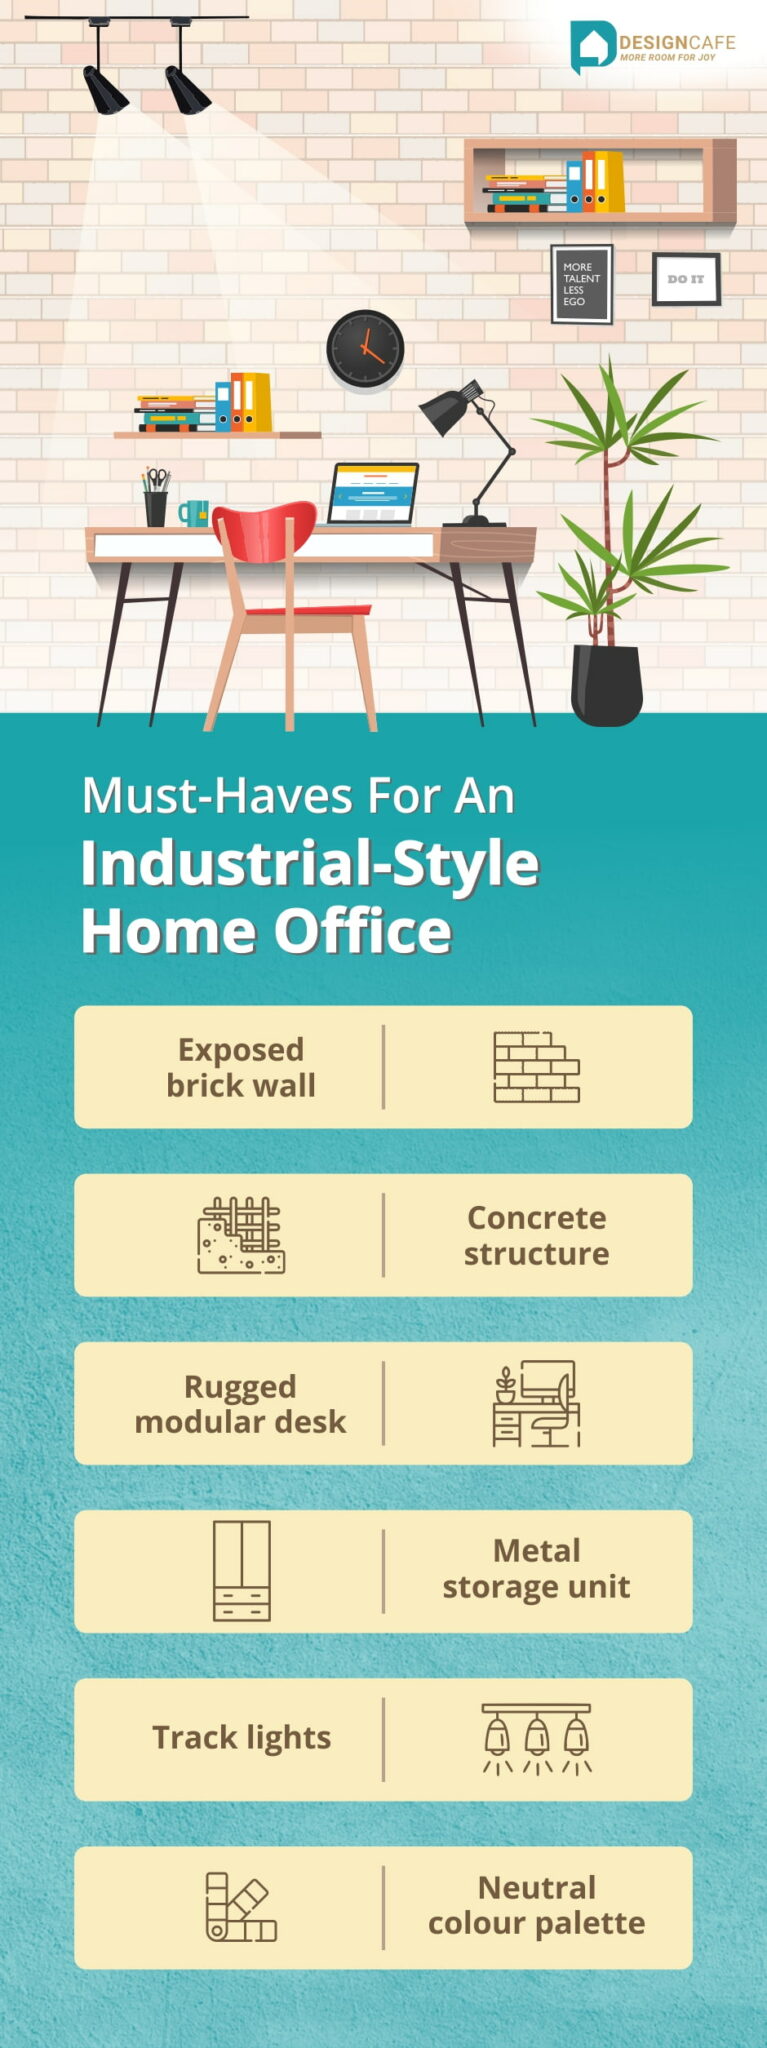 DESIGNCAFE
MORE ROOM FOR JOY
MORE
TALENT
LESS
EGO
DO IT
Must-Haves For An
Industrial-Style
Home Office
Exposed
brick wall
Concrete
structure
Rugged
modular desk
Metal
storage unit
Track lights
Neutral
colour palette